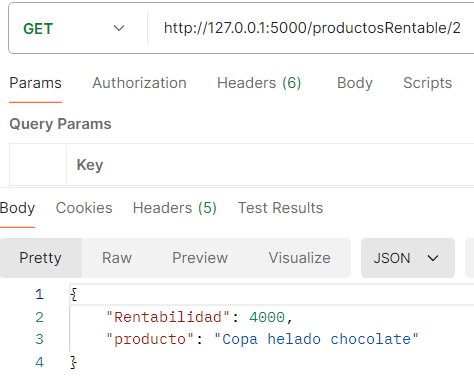 GET http://127.0.0.1:5000/productosRentable/2
Params Authorization Headers (6) Body Scripts
Query Params
Key
Body Cookies Headers (5) Test Results
Pretty Raw Preview Visualize JSON
1 {
2 "Rentabilidad": 4000,
3 "producto": "Copa helado chocolate"
4 }